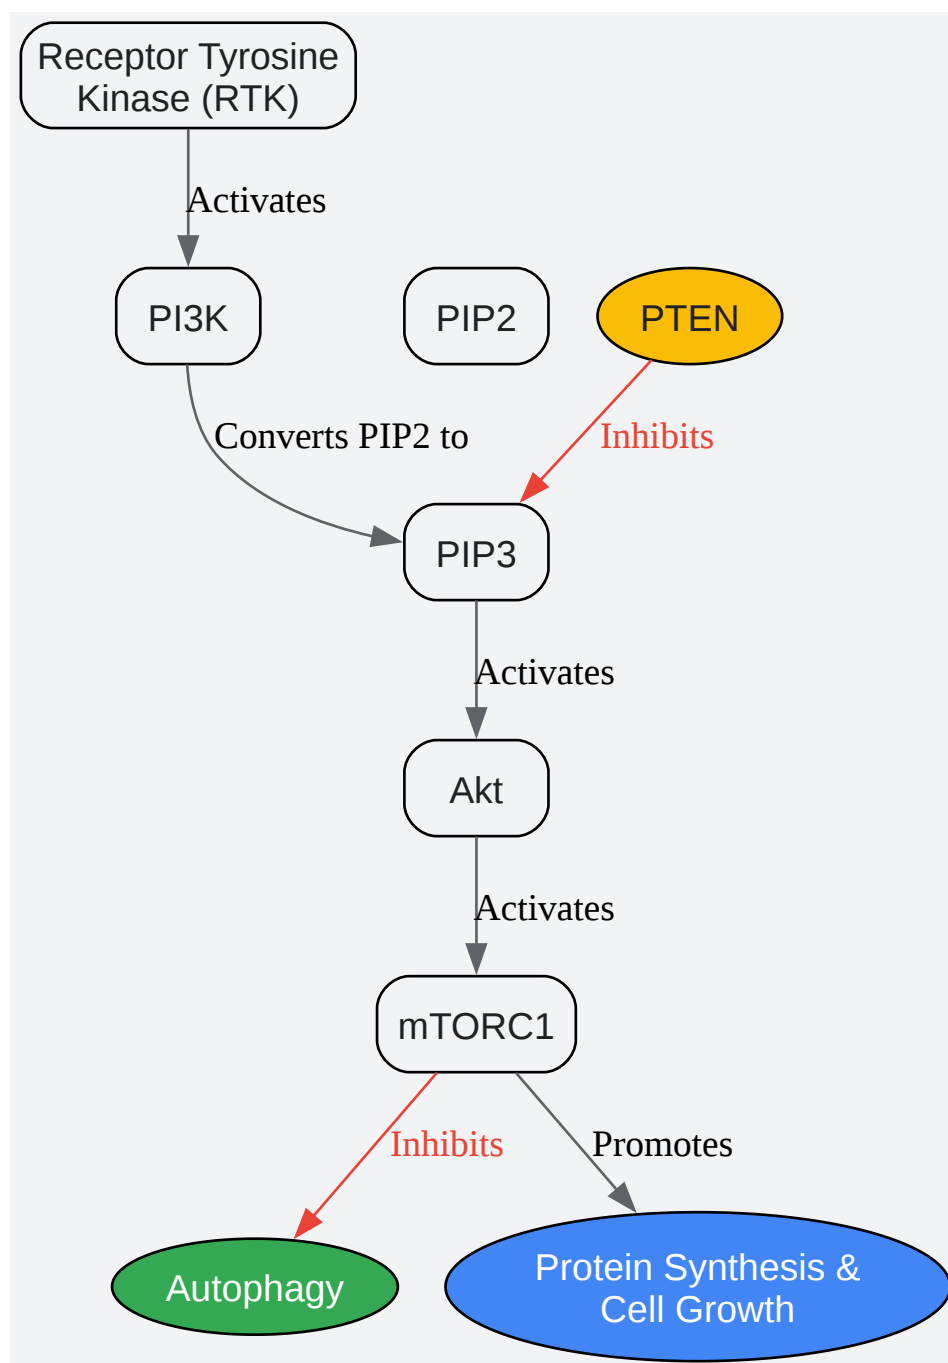 Receptor Tyrosine
Kinase (RTK)
Activates
PI3K
PIP2
PTEN
Converts PIP2 to
Inhibits
PIP3
Activates
Akt
Activates
mTORC1
Inhibits
Promotes
Autophagy
Protein Synthesis &
Cell Growth